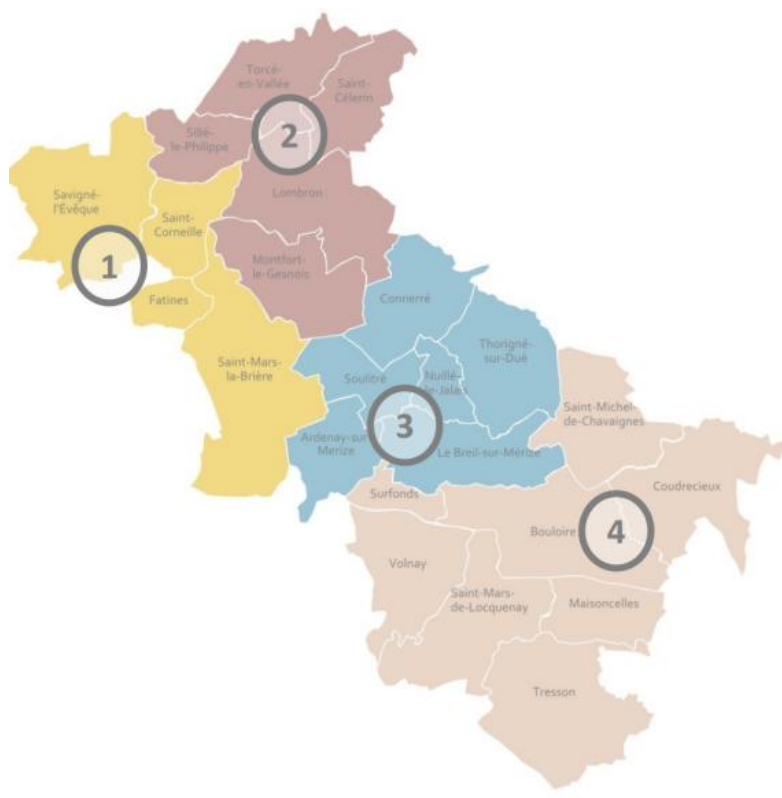 Torcé-
en-Vallée
Saint-
Célerin
2
Sillé-
le-Philippe
Savigné-
l'Evêque
Lombron
Saint-
Corneille
1
Montfort-
le-Gesnois
Fatines
Connerré
Thorigné-
sur-Dué
Saint-Mars-
la-Brière
Soulitré
Nuillé-
le-Jalais
Saint-Michel-
de-Chavaignes
3
Ardenay-sur
Merize
Le Breil-sur-Mérize
Coudrecieux
Surfonds
Bouloire
4
Volnay
Saint-Mars-
de-Locquenay
Maisoncelles
Tresson